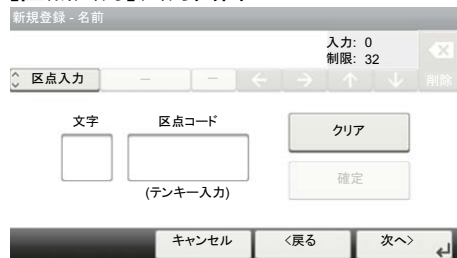 新規登録 - 名前
入力: 0
制限: 32
区点入力
削除
文字
区点コード
(テンキー入力)
クリア
確定
キャンセル
<戻る
次へ>